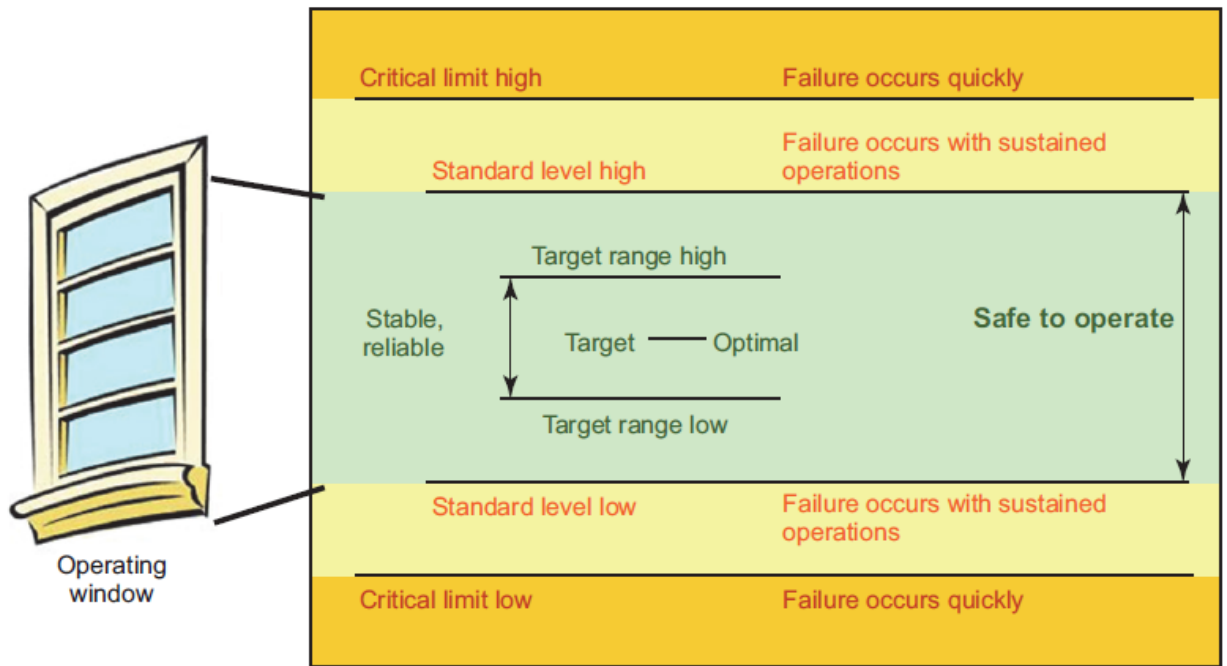 Critical limit high
Failure occurs quickly
Failure occurs with sustained
operations
Standard level high
Target range high
Stable,
reliable
Target
Optimal
Safe to operate
Target range low
Standard level low
Failure occurs with sustained
operations
Operating
window
Critical limit low
Failure occurs quickly